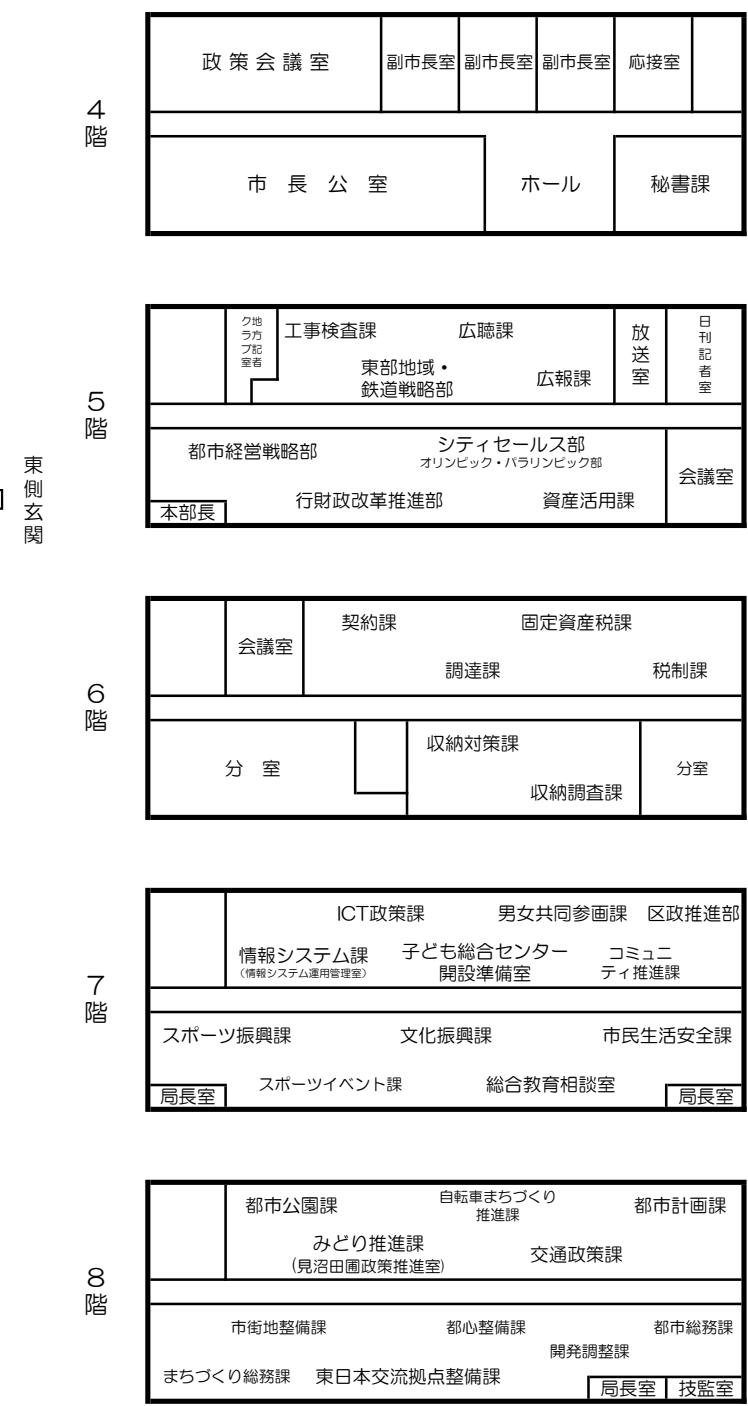 4階
政策会議室
副市長室
副市長室
副市長室
応接室
市長公室
ホール
秘書課
東側玄関
5階
地方記者
クラブ室
工事検査課
広聴課
東部地域・
鉄道戦略部
広報課
放送室
日刊記者室
都市経営戦略部
シティセールス部
オリンピック・パラリンピック部
会議室
本部長
行財政改革推進部
資産活用課
6階
会議室
契約課
固定資産税課
調達課
税制課
分室
収納対策課
収納調査課
分室
7階
ICT政策課
男女共同参画課
区政推進部
情報システム課
（情報システム運用管理室）
子ども総合センター
開設準備室
コミュニ
ティ推進課
スポーツ振興課
文化振興課
市民生活安全課
局長室
スポーツイベント課
総合教育相談室
局長室
8階
都市公園課
自転車まちづくり
推進課
都市計画課
みどり推進課
(見沼田圃政策推進室)
交通政策課
市街地整備課
都心整備課
都市総務課
開発調整課
まちづくり総務課
東日本交流拠点整備課
局長室
技監室